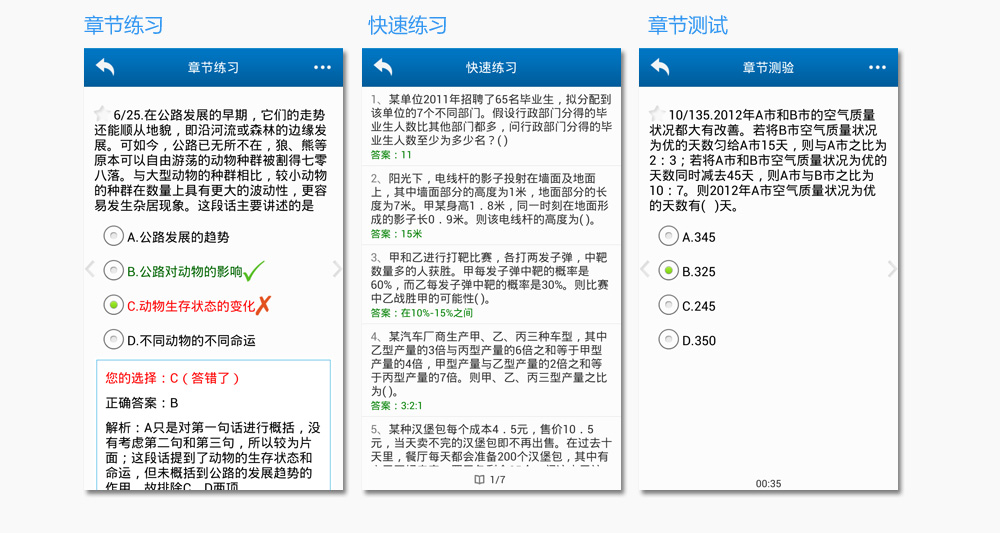 章节练习
章节练习
6/25.在公路发展的早期，它们的走势
还能顺从地貌，即沿河流或森林的边缘发
展。可如今，公路已无所不在，狼、熊等
原本可以自由游荡的动物种群被割得七零
八落。与大型动物的种群相比，较小动物
的种群在数量上具有更大的波动性，更容
易发生杂居现象。这段话主要讲述的是
A.公路发展的趋势
B.公路对动物的影响
C.动物生存状态的变化
D.不同动物的不同命运
您的选择：C（答错了）
正确答案：B
解析：A只是对第一句话进行概括，没
有考虑第二句和第三句，所以较为片
面；这段话提到了动物的生存状态和
命运，但未概括到公路的发展趋势的
作用，故排除C、D两项
快速练习
快速练习
1、某单位2011年招聘了65名毕业生，拟分配到
该单位的7个不同部门。假设行政部门分得的毕
业生人数比其他部门都多，问行政部门分得的毕
业生人数至少为多少名？( )
答案：11
2、阳光下，电线杆的影子投射在墙面及地面
上，其中墙面部分的高度为1米，地面部分的长
度为7米。甲某身高1．8米，同一时刻在地面形
成的影子长0．9米。则该电线杆的高度为( )。
答案：15米
3、甲和乙进行打靶比赛，各打两发子弹，中靶
数量多的人获胜。甲每发子弹中靶的概率是
60%，而乙每发子弹中靶的概率是30%。则比赛
中乙战胜甲的可能性( )。
答案：在10%-15%之间
4、某汽车厂商生产甲、乙、丙三种车型，其中
乙型产量的3倍与丙型产量的6倍之和等于甲型
产量的4倍，甲型产量与乙型产量的2倍之和等
于丙型产量的7倍。则甲、乙、丙三型产量之比
为( )。
答案：3:2:1
5、某种汉堡包每个成本4．5元，售价10．5
元，当天卖不完的汉堡包即不再出售。在过去十
天里，餐厅每天都会准备200个汉堡包，其中有
1/7
章节测试
章节测验
10/135.2012年A市和B市的空气质量
状况都大有改善。若将B市空气质量状况
为优的天数匀给A市15天，则与A市之比为
2：3；若将A市和B市空气质量状况为优的
天数同时减去45天，则A市与B市之比为
10：7。则2012年A市空气质量状况为优
的天数有( )天。
A.345
B.325
C.245
D.350
00:35